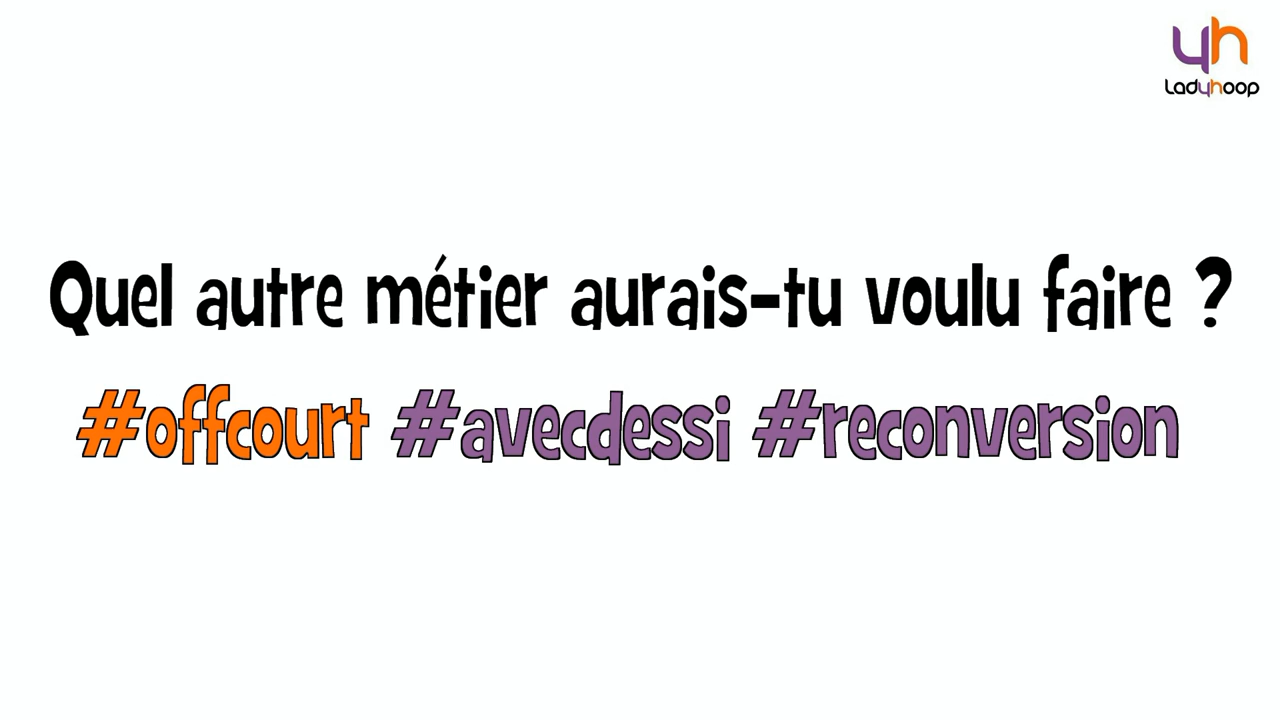 Ladyhoop
Quel autre métier aurais-tu voulu faire ?
#offcourt #avecdessi #reconversion